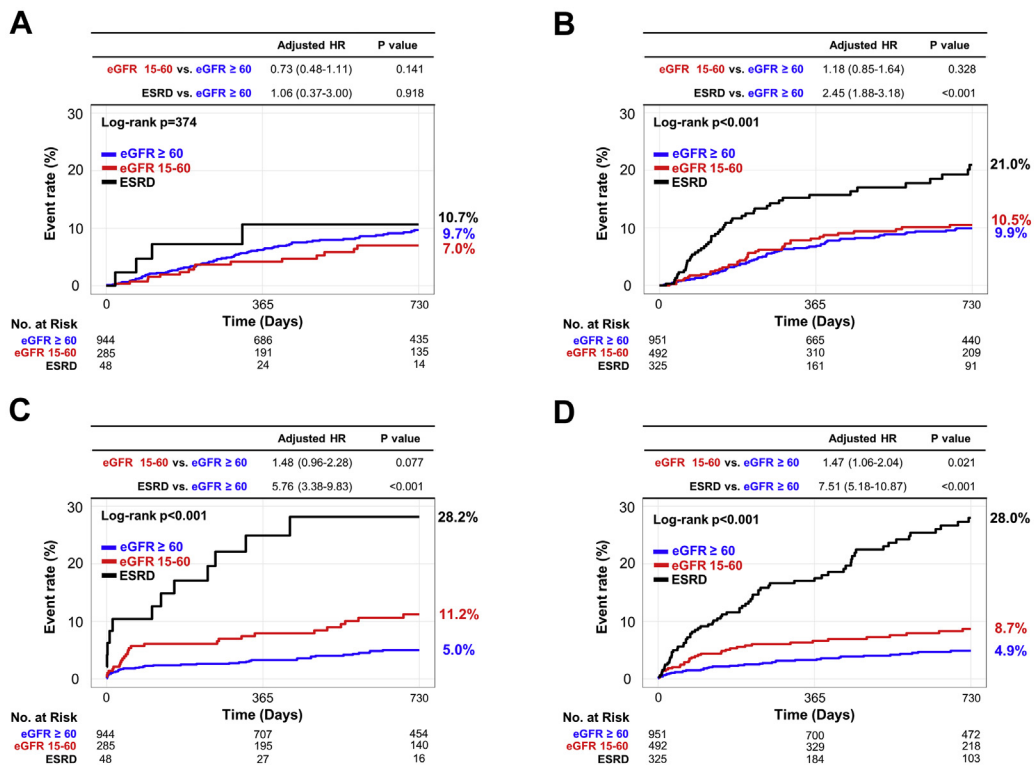 A
Adjusted HR P value
eGFR 15-60 vs. eGFR ≥ 60 0.73 (0.48-1.11) 0.141
ESRD vs. eGFR ≥ 60 1.06 (0.37-3.00) 0.918
30
Log-rank p=374
eGFR ≥ 60
20
eGFR 15-60
ESRD
Event rate (%)
10.7%
10
9.7%
7.0%
0
0 365 730
Time (Days)
No. at Risk
eGFR ≥ 60 944 686 435
eGFR 15-60 285 191 135
ESRD 48 24 14
B
Adjusted HR P value
eGFR 15-60 vs. eGFR ≥ 60 1.18 (0.85-1.64) 0.328
ESRD vs. eGFR ≥ 60 2.45 (1.88-3.18) <0.001
30
Log-rank p<0.001
eGFR ≥ 60
20
eGFR 15-60
ESRD
Event rate (%)
21.0%
10
10.5%
9.9%
0
0 365 730
Time (Days)
No. at Risk
eGFR ≥ 60 951 665 440
eGFR 15-60 492 310 209
ESRD 325 161 91
C
Adjusted HR P value
eGFR 15-60 vs. eGFR ≥ 60 1.48 (0.96-2.28) 0.077
ESRD vs. eGFR ≥ 60 5.76 (3.38-9.83) <0.001
30
Log-rank p<0.001
28.2%
eGFR ≥ 60
20
eGFR 15-60
ESRD
Event rate (%)
11.2%
10
5.0%
0
0 365 730
Time (Days)
No. at Risk
eGFR ≥ 60 944 707 454
eGFR 15-60 285 195 140
ESRD 48 27 16
D
Adjusted HR P value
eGFR 15-60 vs. eGFR ≥ 60 1.47 (1.06-2.04) 0.021
ESRD vs. eGFR ≥ 60 7.51 (5.18-10.87) <0.001
30
Log-rank p<0.001
28.0%
eGFR ≥ 60
20
eGFR 15-60
ESRD
Event rate (%)
10
8.7%
4.9%
0
0 365 730
Time (Days)
No. at Risk
eGFR ≥ 60 951 700 472
eGFR 15-60 492 329 218
ESRD 325 184 103